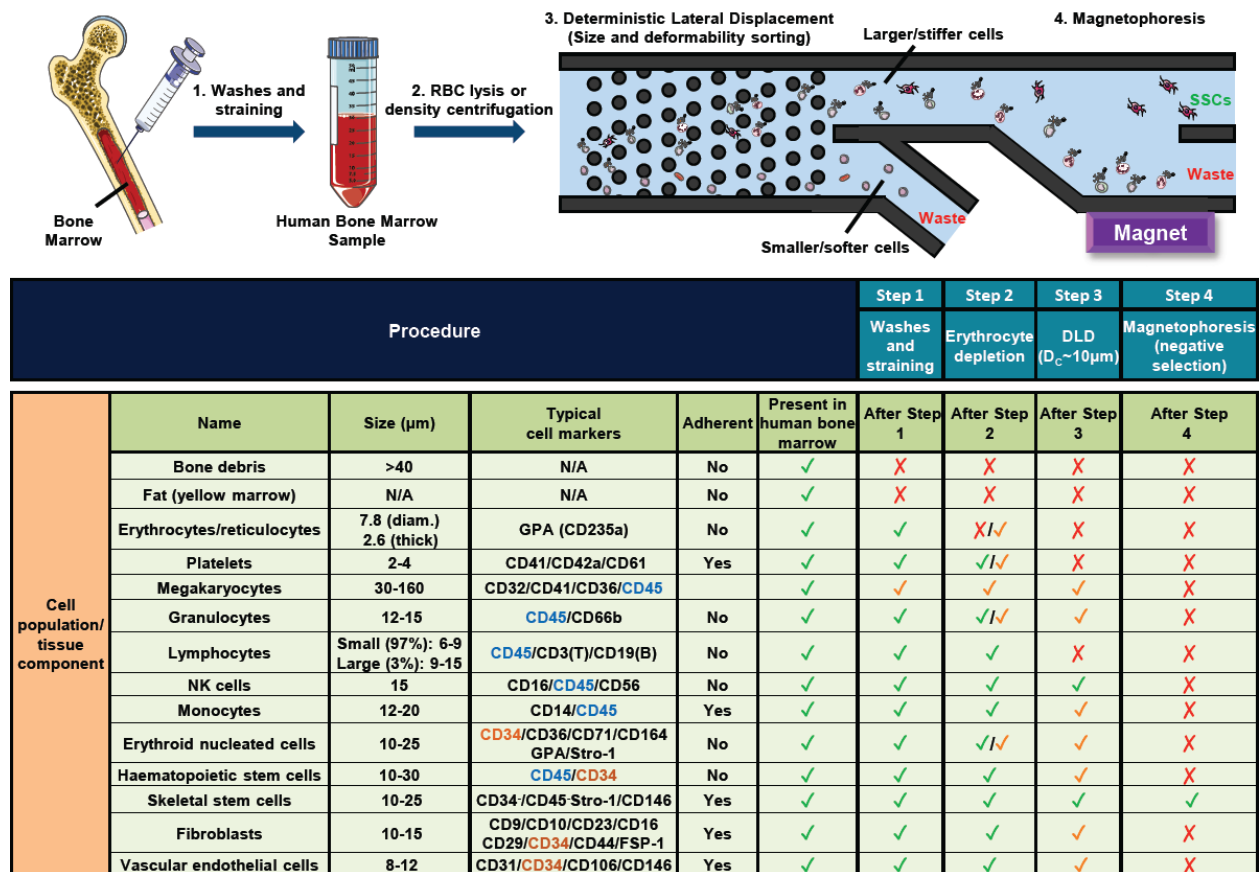 3. Deterministic Lateral Displacement
(Size and deformability sorting)
4. Magnetophoresis
Larger/stiffer cells
1. Washes and
straining
2. RBC lysis or
density centrifugation
SSCs
Waste
Waste
Bone
Marrow
Human Bone Marrow
Sample
Smaller/softer cells
Magnet
Procedure
Step 1
Step 2
Step 3
Step 4
Washes
and
straining
Erythrocyte
depletion
DLD
(DC~10µm)
Magnetophoresis
(negative
selection)
Cell
population/
tissue
component
Name
Size (µm)
Typical
cell markers
Adherent
Present in
human bone
marrow
After Step
1
After Step
2
After Step
3
After Step
4
Bone debris >40 N/A No ✓ ✗ ✗ ✗ ✗
Fat (yellow marrow) N/A N/A No ✓ ✗ ✗ ✗ ✗
Erythrocytes/reticulocytes 7.8 (diam.)
2.6 (thick) GPA (CD235a) No ✓ ✓ ✗/✓ ✗ ✗
Platelets 2-4 CD41/CD42a/CD61 Yes ✓ ✓ ✓/✓ ✗ ✗
Megakaryocytes 30-160 CD32/CD41/CD36/CD45 ✓ ✓ ✓ ✓ ✗
Granulocytes 12-15 CD45/CD66b No ✓ ✓ ✓/✓ ✓ ✗
Lymphocytes Small (97%): 6-9
Large (3%): 9-15 CD45/CD3(T)/CD19(B) No ✓ ✓ ✓ ✗ ✗
NK cells 15 CD16/CD45/CD56 No ✓ ✓ ✓ ✓ ✗
Monocytes 12-20 CD14/CD45 Yes ✓ ✓ ✓ ✓ ✗
Erythroid nucleated cells 10-25 CD34/CD36/CD71/CD164
GPA/Stro-1 No ✓ ✓ ✓/✓ ✓ ✗
Haematopoietic stem cells 10-30 CD45/CD34 No ✓ ✓ ✓ ✓ ✗
Skeletal stem cells 10-25 CD34-/CD45-Stro-1/CD146 Yes ✓ ✓ ✓ ✓ ✓
Fibroblasts 10-15 CD9/CD10/CD23/CD16
CD29/CD34/CD44/FSP-1 Yes ✓ ✓ ✓ ✓ ✗
Vascular endothelial cells 8-12 CD31/CD34/CD106/CD146 Yes ✓ ✓ ✓ ✓ ✗